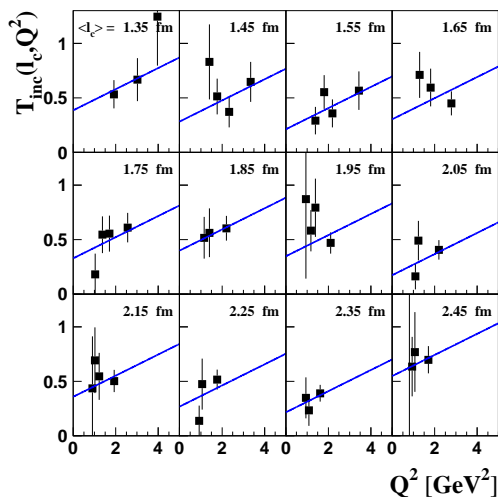 T_inc(l_c,Q^2)
<l_c> = 1.35 fm
1.45 fm
1.55 fm
1.65 fm
1
0.5
0
1.75 fm
1.85 fm
1.95 fm
2.05 fm
1
0.5
0
2.15 fm
2.25 fm
2.35 fm
2.45 fm
1
0.5
0
0 2 4 0 2 4 0 2 4 0 2 4
Q^2 [GeV^2]